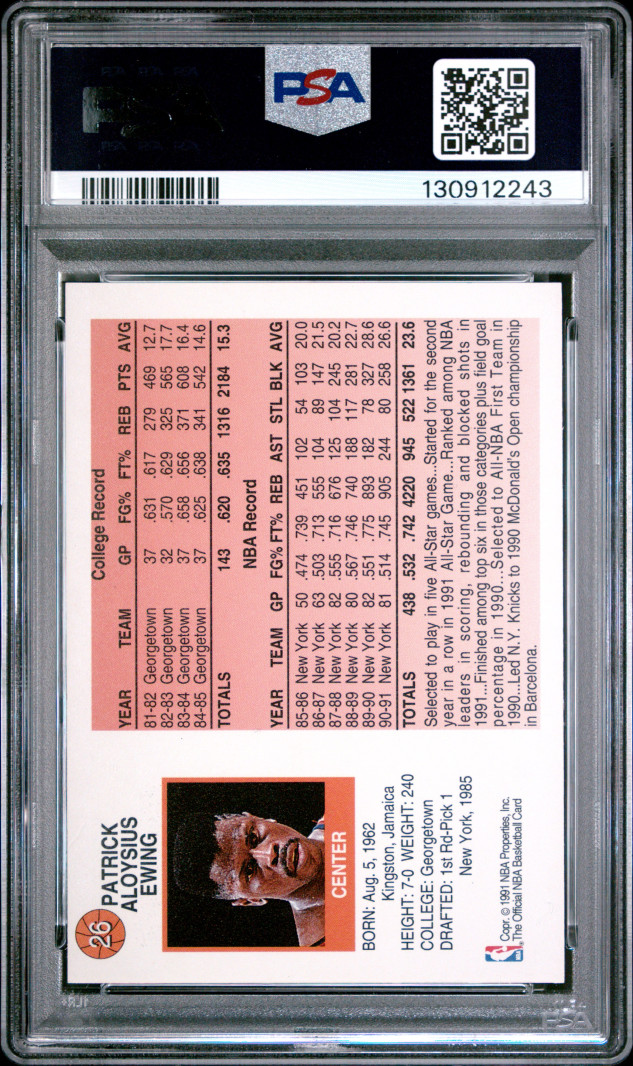 PSA
130912243
26
PATRICK
ALOYSIUS
EWING
CENTER
BORN: Aug. 5, 1962
Kingston, Jamaica
HEIGHT: 7-0 WEIGHT: 240
COLLEGE: Georgetown
DRAFTED: 1st Rd-Pick 1
New York, 1985
Copr. © 1991 NBA Properties, Inc.
The Official NBA Basketball Card
College Record
YEAR TEAM GP FG% FT% REB PTS AVG
81-82 Georgetown 37 .631 .617 279 469 12.7
82-83 Georgetown 32 .570 .629 325 565 17.7
83-84 Georgetown 37 .658 .656 371 608 16.4
84-85 Georgetown 37 .625 .638 341 542 14.6
TOTALS 143 .620 .635 1316 2184 15.3
NBA Record
YEAR TEAM GP FG% FT% REB AST STL BLK AVG
85-86 New York 50 .474 .739 451 102 54 103 20.0
86-87 New York 63 .503 .713 555 104 89 147 21.5
87-88 New York 82 .555 .716 676 125 104 245 20.2
88-89 New York 80 .567 .746 740 188 117 281 22.7
89-90 New York 82 .551 .775 893 182 78 327 28.6
90-91 New York 81 .514 .745 905 244 80 258 26.6
TOTALS 438 .532 .742 4220 945 522 1361 23.6
Selected to play in five All-Star games...Started for the second
year in a row in 1991 All-Star Game...Ranked among NBA
leaders in scoring, rebounding and blocked shots in
1991...Finished among top six in those categories plus field goal
percentage in 1990...Selected to All-NBA First Team in
1990...Led N.Y. Knicks to 1990 McDonald's Open championship
in Barcelona.